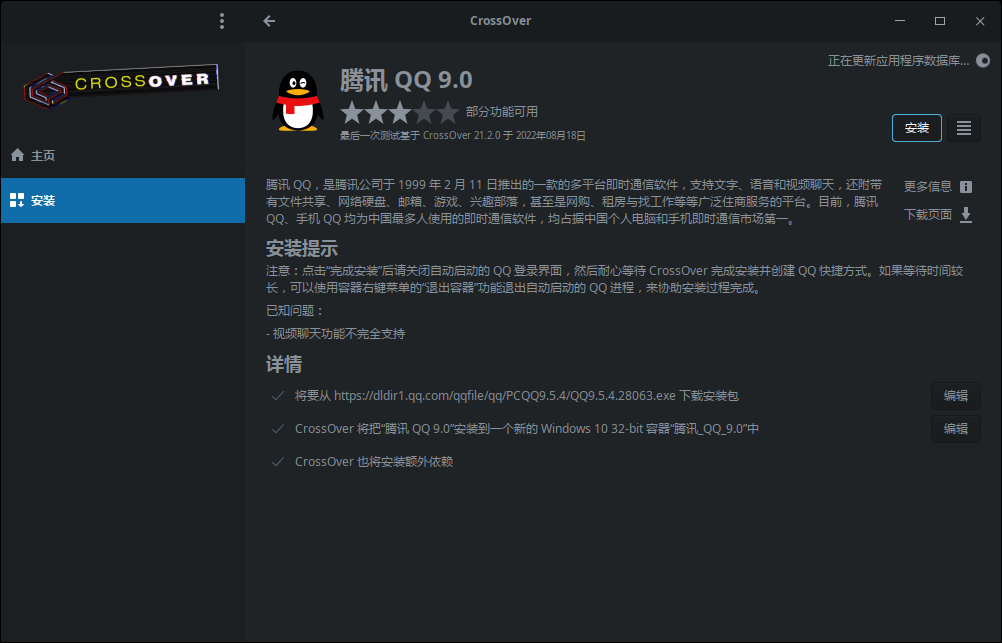 CrossOver
CROSSOVER
正在更新应用程序数据库...
腾讯 QQ 9.0
部分功能可用
最后一次测试基于 CrossOver 21.2.0 于 2022年08月18日
安装
主页
安装
腾讯 QQ，是腾讯公司于 1999 年 2 月 11 日推出的一款的多平台即时通信软件，支持文字、语音和视频聊天，还附带
有文件共享、网络硬盘、邮箱、游戏、兴趣部落，甚至是网购、租房与找工作等等广泛住商服务的平台。目前，腾讯
QQ、手机 QQ 均为中国最多人使用的即时通信软件，均占据中国个人电脑和手机即时通信市场第一。
更多信息
下载页面
安装提示
注意：点击“完成安装”后请关闭自动启动的 QQ 登录界面，然后耐心等待 CrossOver 完成安装并创建 QQ 快捷方式。如果等待时间较
长，可以使用容器右键菜单的“退出容器”功能退出自动启动的 QQ 进程，来协助安装过程完成。
已知问题：
- 视频聊天功能不完全支持
详情
将要从 https://dldir1.qq.com/qqfile/qq/PCQQ9.5.4/QQ9.5.4.28063.exe 下载安装包
编辑
CrossOver 将把“腾讯 QQ 9.0”安装到一个新的 Windows 10 32-bit 容器“腾讯_QQ_9.0”中
编辑
CrossOver 也将安装额外依赖